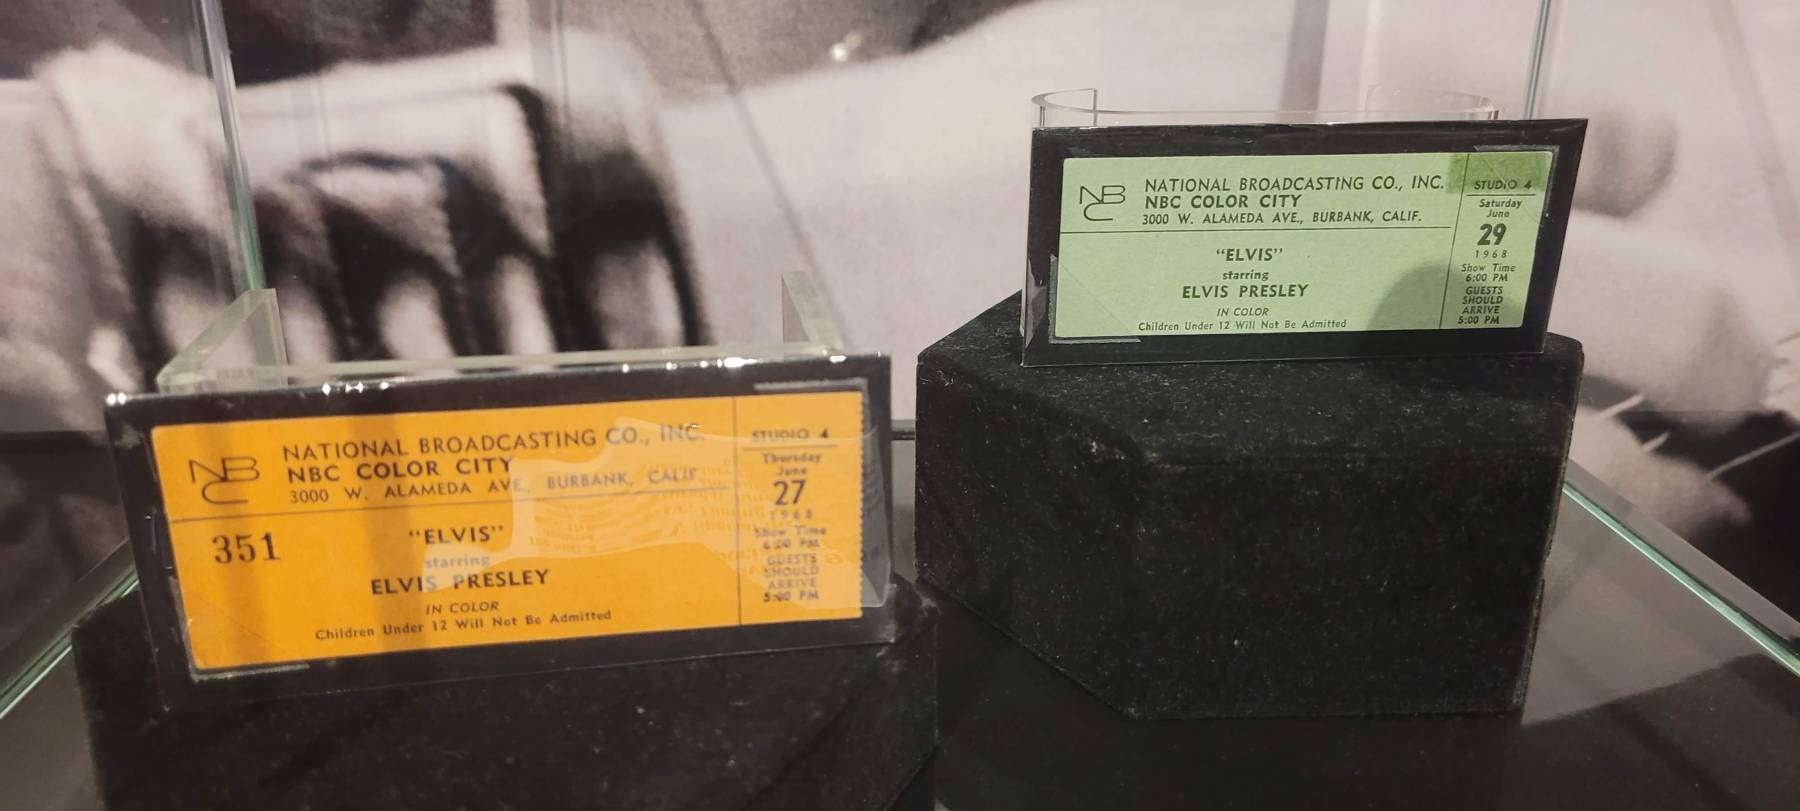 NBC
NATIONAL BROADCASTING CO., INC.
NBC COLOR CITY
3000 W. ALAMEDA AVE., BURBANK, CALIF.
351
"ELVIS"
starring
ELVIS PRESLEY
IN COLOR
Children Under 12 Will Not Be Admitted
STUDIO 4
Thursday
June
27
1968
Show Time
6:00 PM
GUESTS
SHOULD
ARRIVE
5:00 PM
NBC
NATIONAL BROADCASTING CO., INC.
NBC COLOR CITY
3000 W. ALAMEDA AVE., BURBANK, CALIF.
"ELVIS"
starring
ELVIS PRESLEY
IN COLOR
Children Under 12 Will Not Be Admitted
STUDIO 4
Saturday
June
29
1968
Show Time
6:00 PM
GUESTS
SHOULD
ARRIVE
5:00 PM